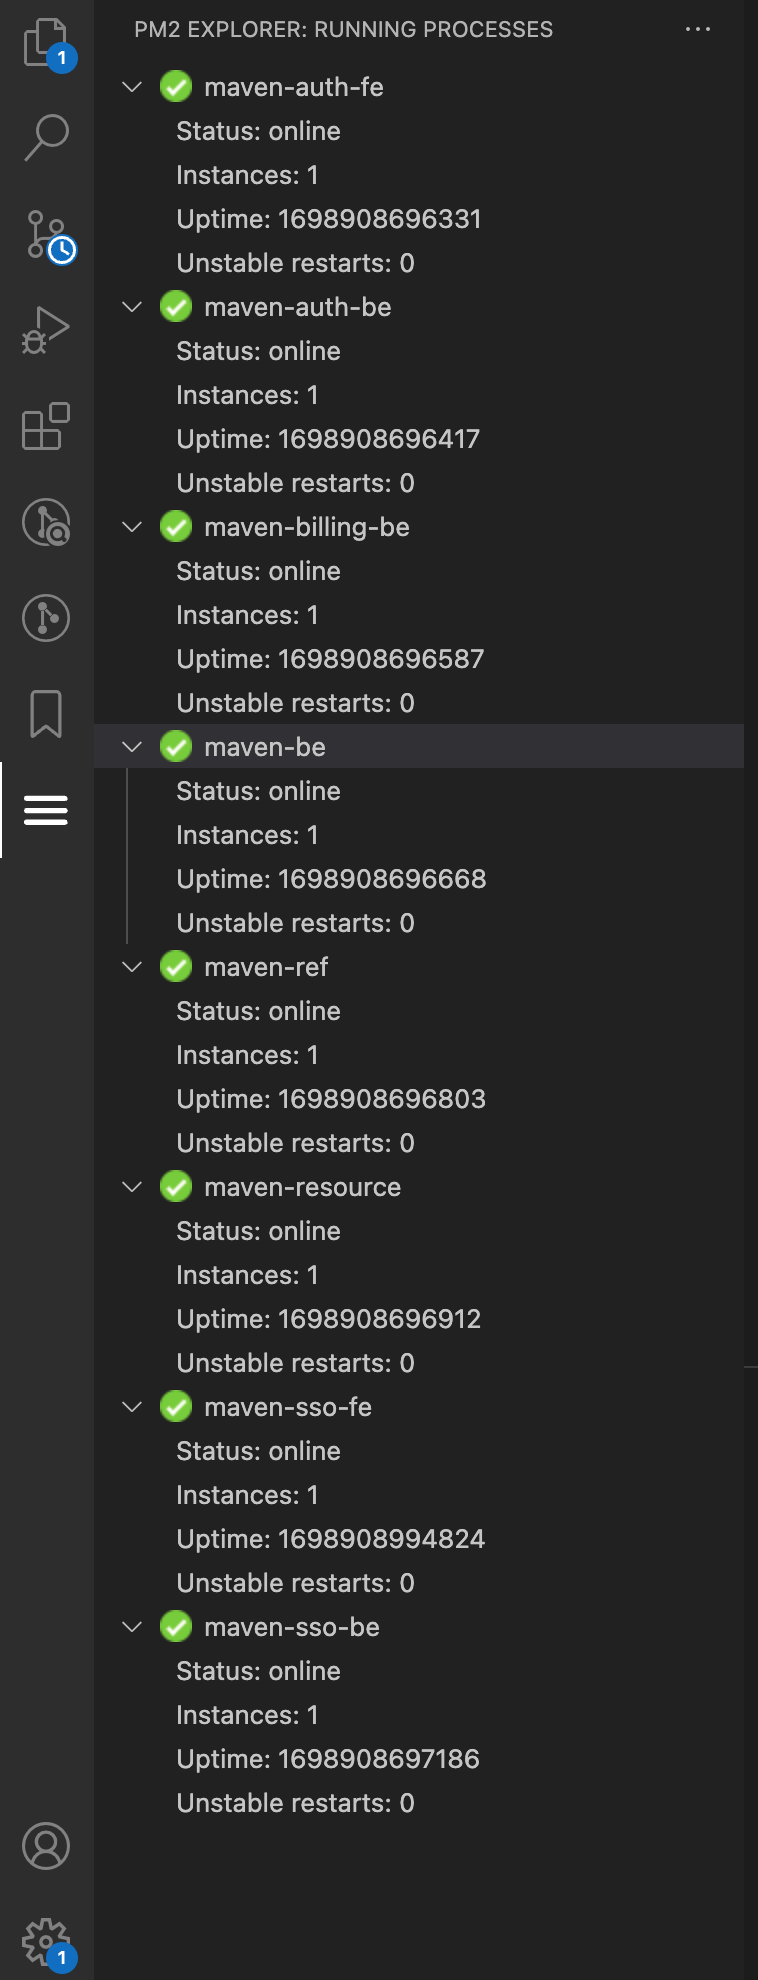 PM2 EXPLORER: RUNNING PROCESSES
1
maven-auth-fe
Status: online
Instances: 1
Uptime: 1698908696331
Unstable restarts: 0
maven-auth-be
Status: online
Instances: 1
Uptime: 1698908696417
Unstable restarts: 0
maven-billing-be
Status: online
Instances: 1
Uptime: 1698908696587
Unstable restarts: 0
maven-be
Status: online
Instances: 1
Uptime: 1698908696668
Unstable restarts: 0
maven-ref
Status: online
Instances: 1
Uptime: 1698908696803
Unstable restarts: 0
maven-resource
Status: online
Instances: 1
Uptime: 1698908696912
Unstable restarts: 0
maven-sso-fe
Status: online
Instances: 1
Uptime: 1698908994824
Unstable restarts: 0
maven-sso-be
Status: online
Instances: 1
Uptime: 1698908697186
Unstable restarts: 0
1